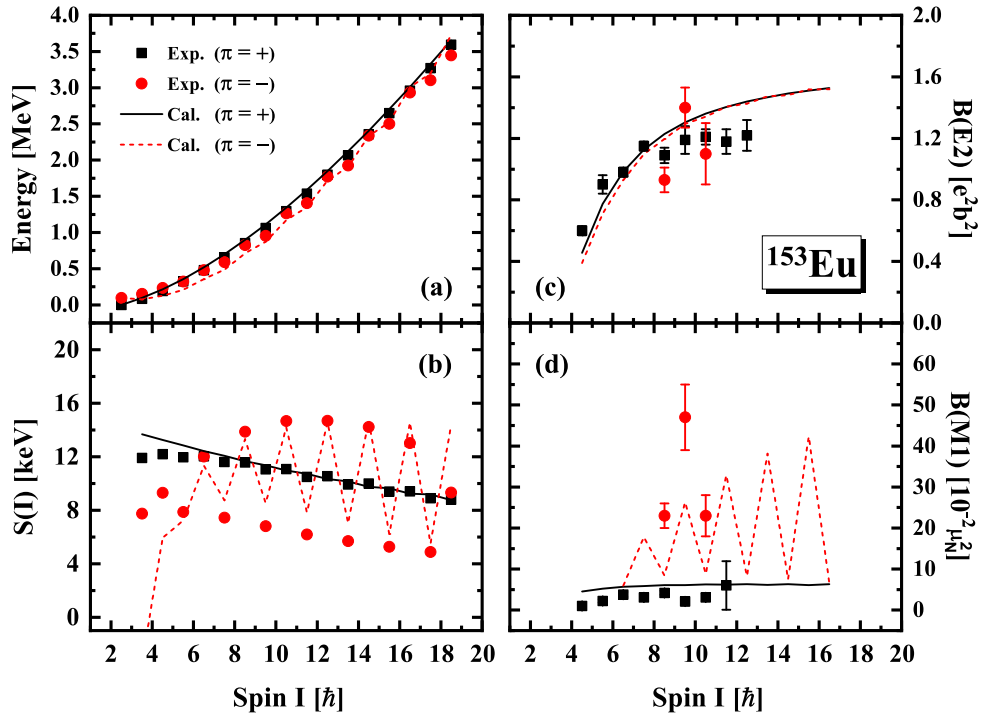 4.0
3.5
3.0
2.5
2.0
1.5
1.0
0.5
0.0
Energy [MeV]
Exp. (π = +)
Exp. (π = −)
Cal. (π = +)
Cal. (π = −)
(a)
(c)
¹⁵³Eu
2.0
1.6
1.2
0.8
0.4
0.0
B(E2) [e²b²]
20
16
12
8
4
0
S(I) [keV]
(b)
(d)
60
50
40
30
20
10
0
B(M1) [10⁻²μ²N]
2 4 6 8 10 12 14 16 18 20
Spin I [ħ]
2 4 6 8 10 12 14 16 18 20
Spin I [ħ]